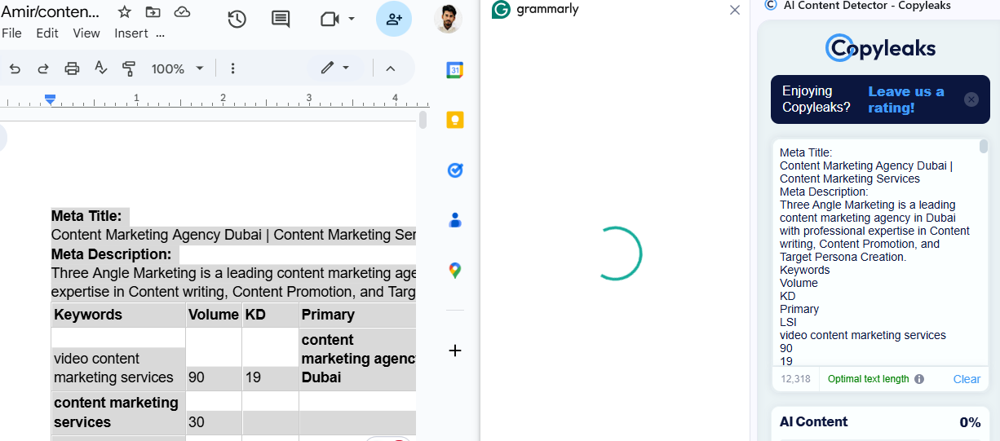 Amir/conten...
File Edit View Insert ...
100%
1 2 3 4
Meta Title:
Content Marketing Agency Dubai | Content Marketing Ser
Meta Description:
Three Angle Marketing is a leading content marketing age
expertise in Content writing, Content Promotion, and Targ
Keywords Volume KD Primary
content
marketing agenc
Dubai
video content
marketing services 90 19
content marketing
services 30
31
grammarly
AI Content Detector - Copyleaks
Copyleaks
Enjoying
Copyleaks?
Leave us a
rating!
Meta Title:
Content Marketing Agency Dubai |
Content Marketing Services
Meta Description:
Three Angle Marketing is a leading
content marketing agency in Dubai
with professional expertise in Content
writing, Content Promotion, and
Target Persona Creation.
Keywords
Volume
KD
Primary
LSI
video content marketing services
90
19
12,318 Optimal text length Clear
AI Content 0%